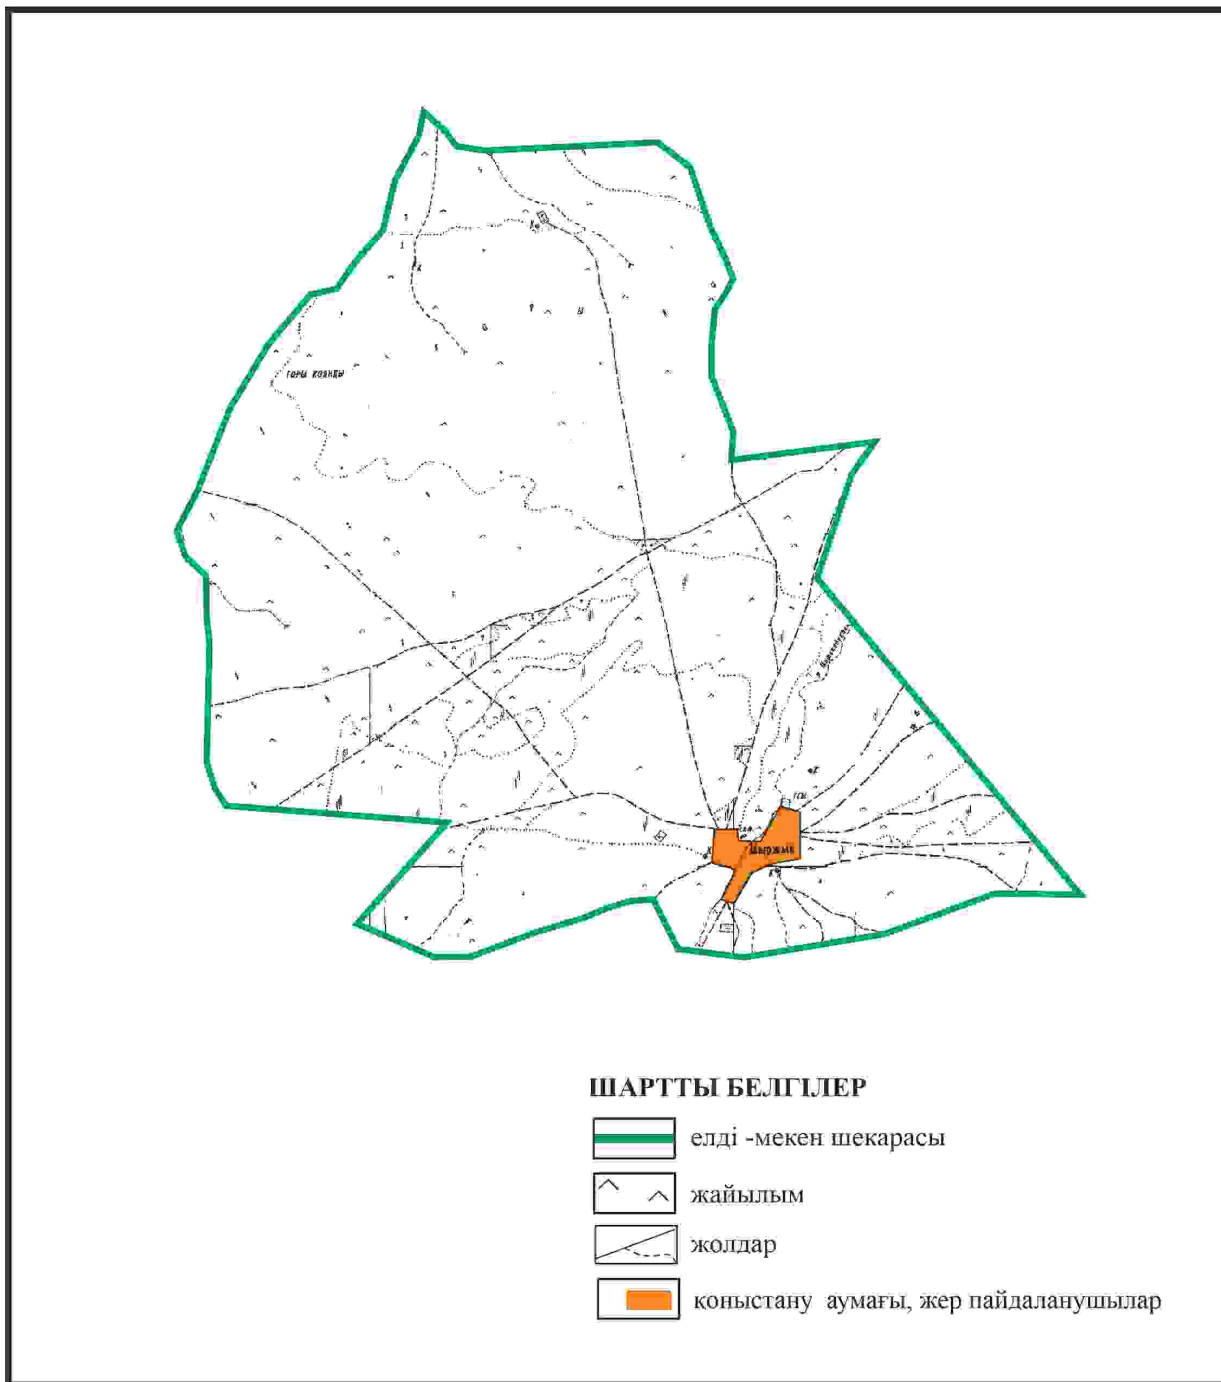 ГОРЫ КОЯНДЫ
ШЫРЖЫК
ШАРТТЫ БЕЛГІЛЕР
елді -мекен шекарасы
жайылым
жолдар
қоныстану аумағы, жер пайдаланушылар